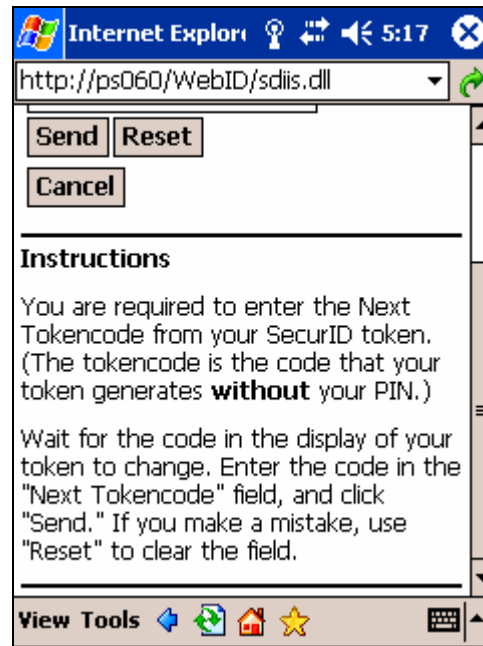 Internet Explor 5:17
http://ps060/WebID/sdiis.dll
Send Reset
Cancel
Instructions
You are required to enter the Next
Tokencode from your SecurID token.
(The tokencode is the code that your
token generates without your PIN.)
Wait for the code in the display of your
token to change. Enter the code in the
"Next Tokencode" field, and click
"Send." If you make a mistake, use
"Reset" to clear the field.
View Tools